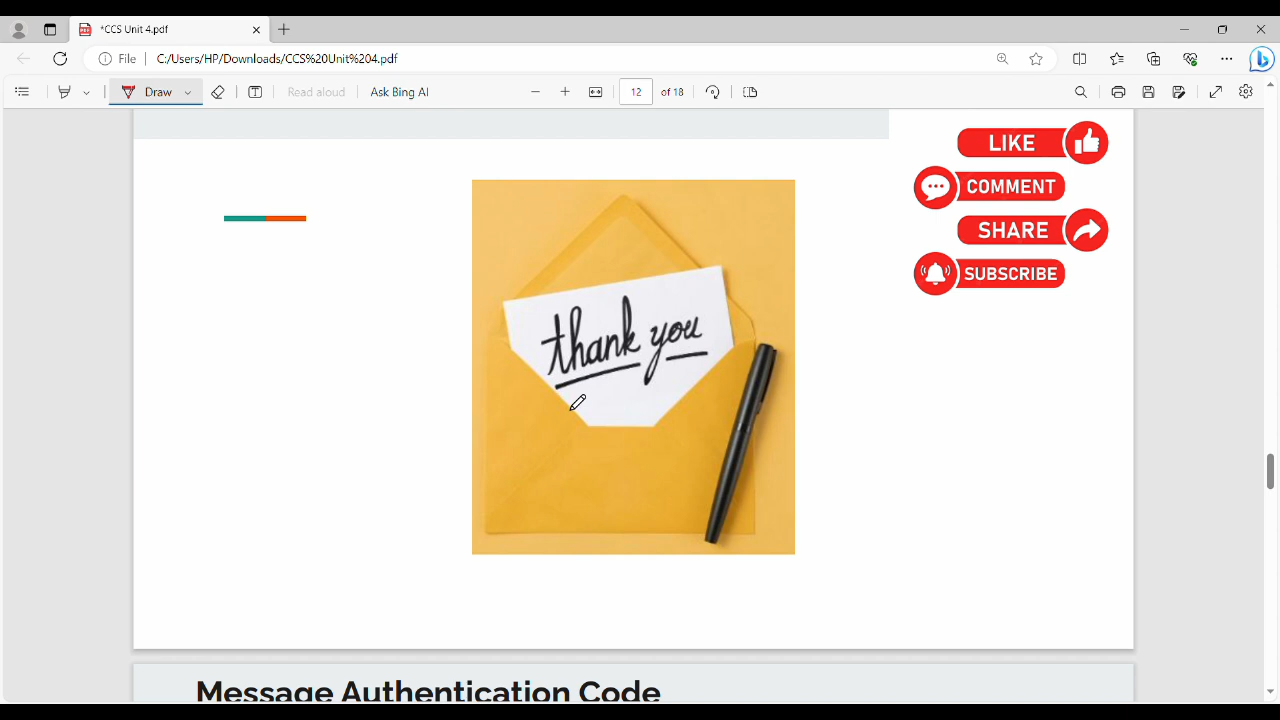 *CCS Unit 4.pdf
File
C:/Users/HP/Downloads/CCS%20Unit%204.pdf
Draw
Read aloud
Ask Bing AI
12 of 18
LIKE
COMMENT
SHARE
SUBSCRIBE
thank you
Message Authentication Code